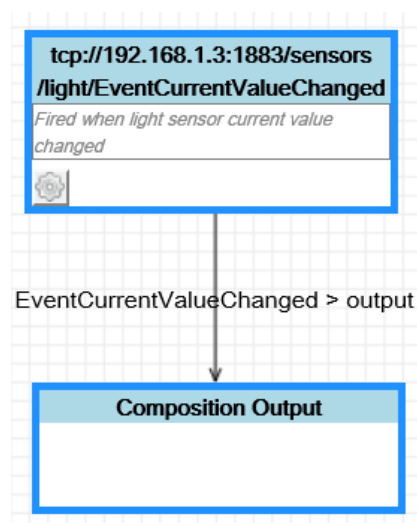 tcp://192.168.1.3:1883/sensors
/light/EventCurrentValueChanged
Fired when light sensor current value
changed
EventCurrentValueChanged > output
Composition Output